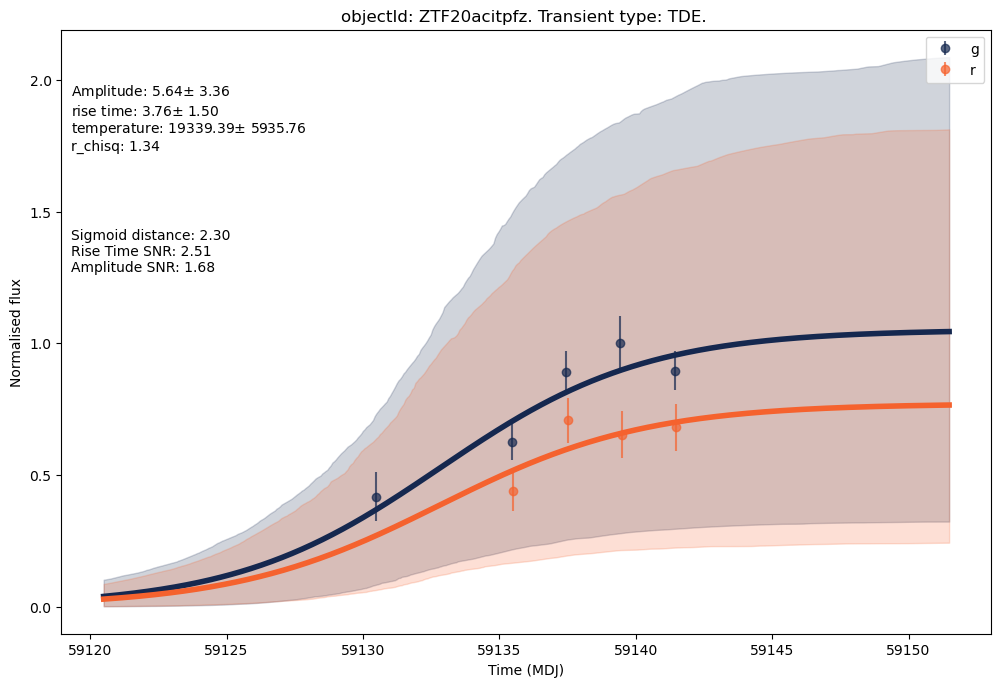 objectId: ZTF20acitpfz. Transient type: TDE.
g
r
Amplitude: 5.64± 3.36
rise time: 3.76± 1.50
temperature: 19339.39± 5935.76
r_chisq: 1.34
Sigmoid distance: 2.30
Rise Time SNR: 2.51
Amplitude SNR: 1.68
Normalised flux
2.0
1.5
1.0
0.5
0.0
59120 59125 59130 59135 59140 59145 59150
Time (MDJ)